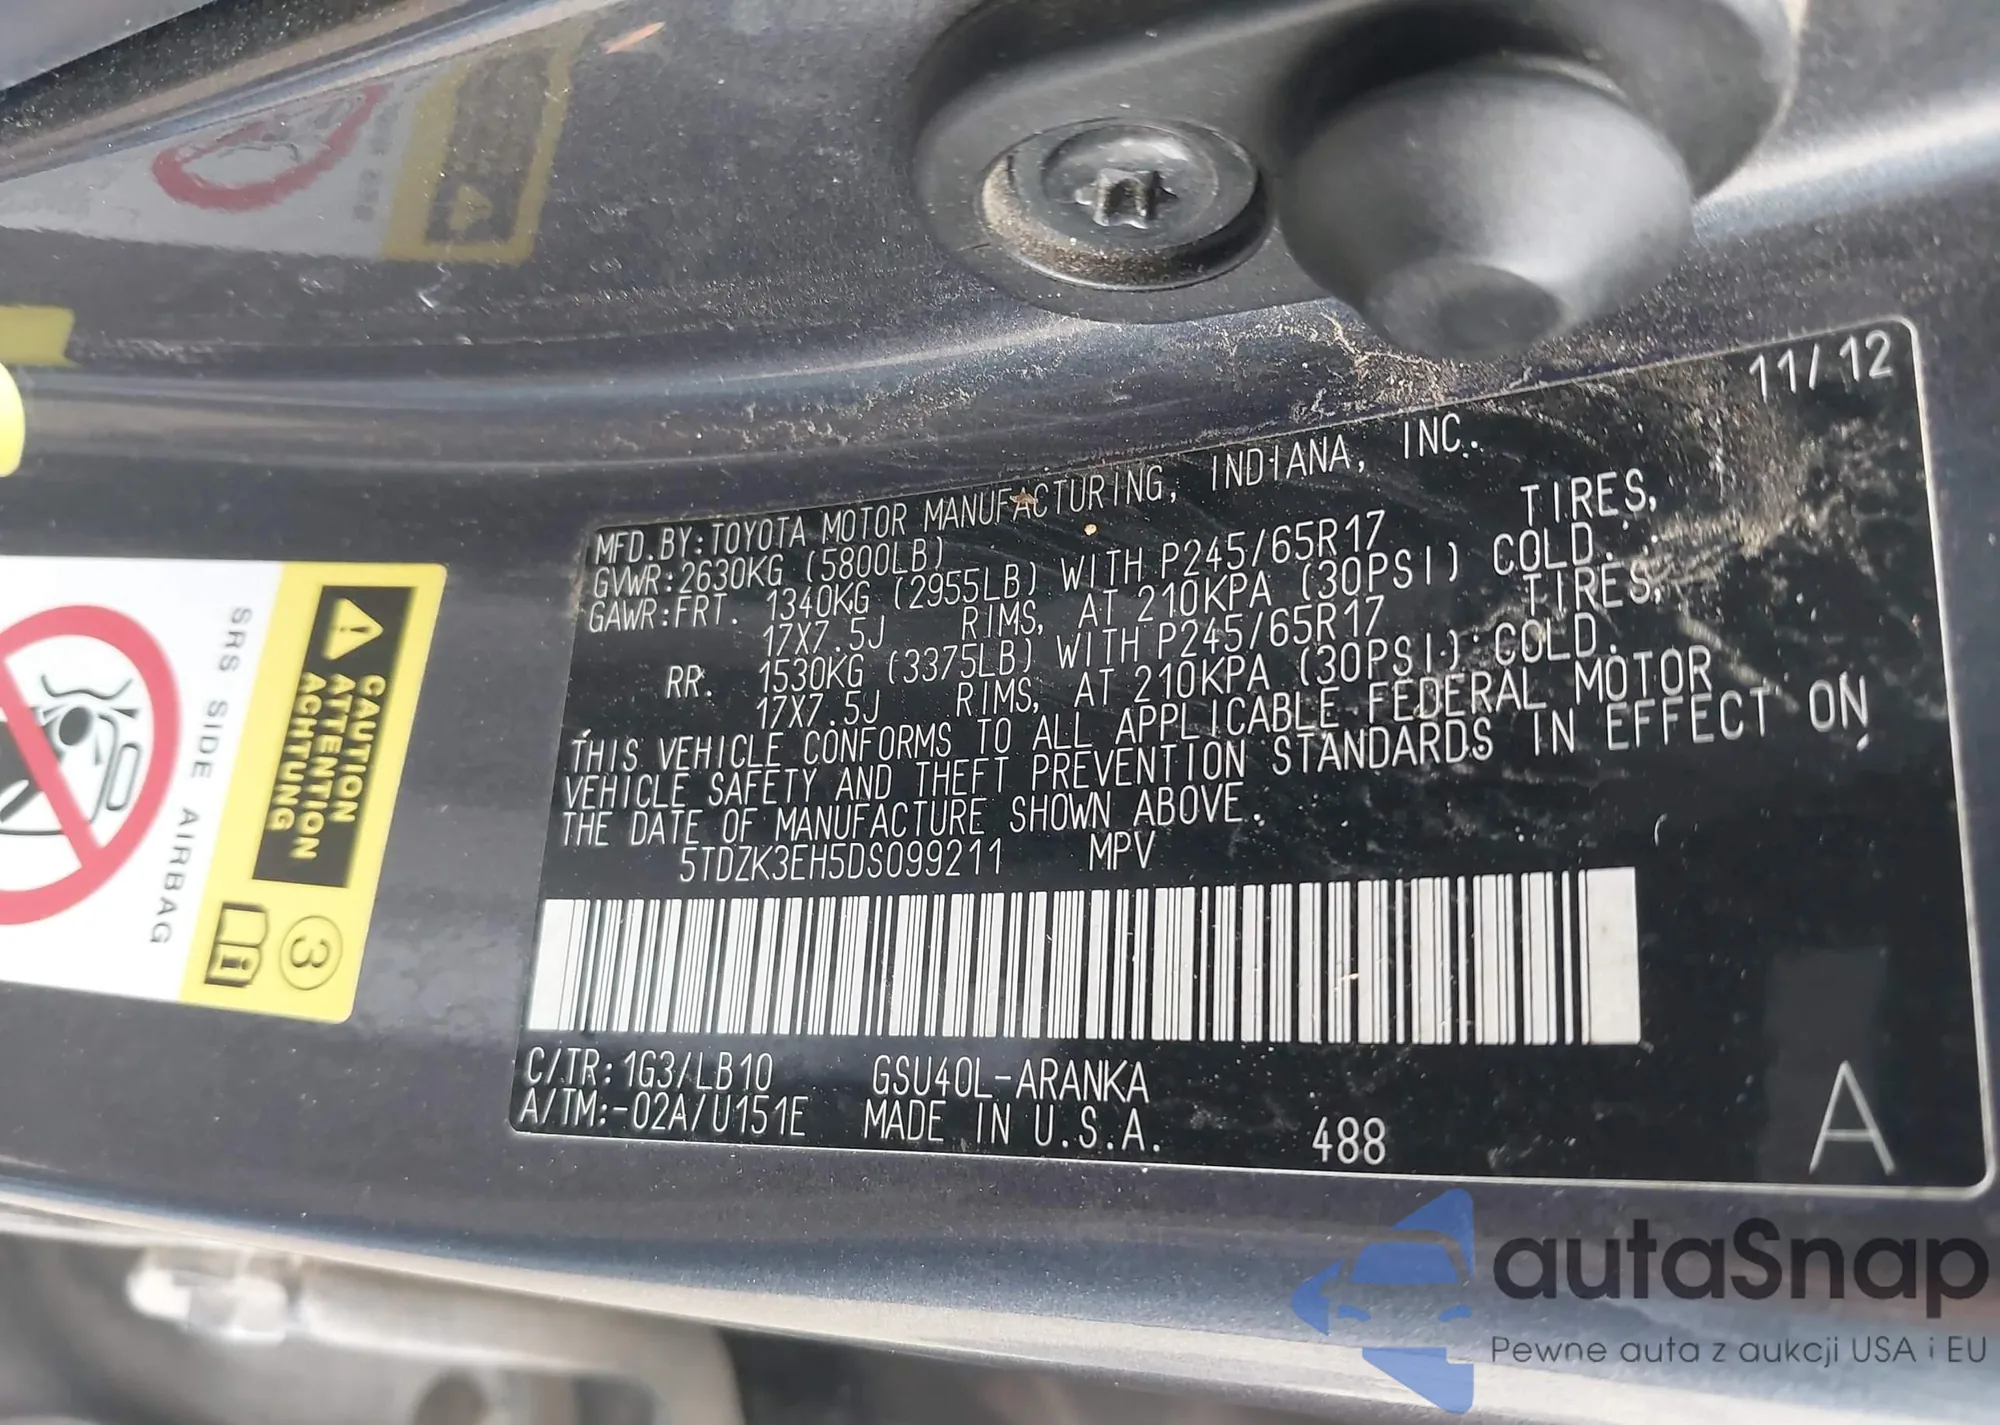 11/12
MFD.BY:TOYOTA MOTOR MANUFACTURING, INDIANA, INC.
GVWR:2630KG (5800LB)
GAWR:FRT. 1340KG (2955LB) WITH P245/65R17 TIRES,
17X7.5J RIMS, AT 210KPA (30PSI) COLD.
RR. 1530KG (3375LB) WITH P245/65R17 TIRES,
17X7.5J RIMS, AT 210KPA (30PSI) COLD.
THIS VEHICLE CONFORMS TO ALL APPLICABLE FEDERAL MOTOR
VEHICLE SAFETY AND THEFT PREVENTION STANDARDS IN EFFECT ON
THE DATE OF MANUFACTURE SHOWN ABOVE.
5TDZK3EH5DS099211 MPV
C/TR:1G3/LB10 GSU40L-ARANKA
A/TM:-02A/U151E MADE IN U.S.A. 488
A
CAUTION
ATTENTION
ACHTUNG
SRS SIDE AIRBAG
3
autaSnap
Pewne auta z aukcji USA i EU